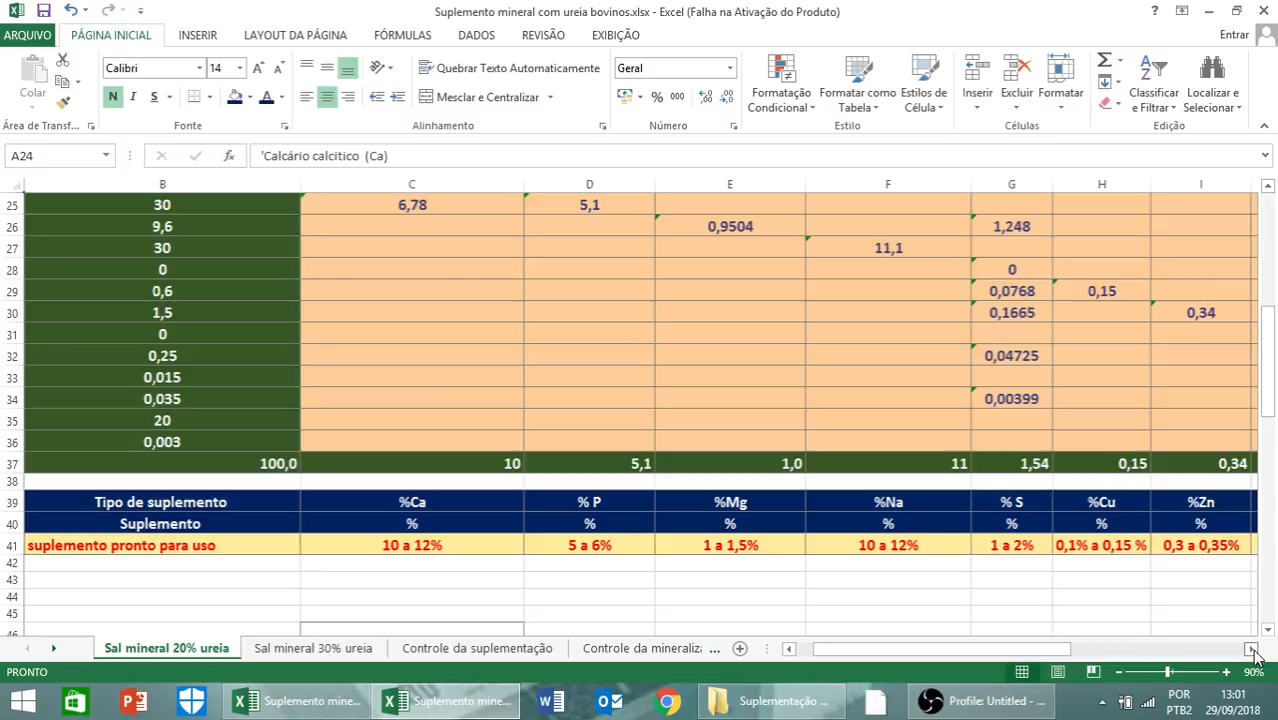 Suplemento mineral com ureia bovinos.xlsx - Excel (Falha na Ativação do Produto)
ARQUIVO PÁGINA INICIAL INSERIR LAYOUT DA PÁGINA FÓRMULAS DADOS REVISÃO EXIBIÇÃO Entrar
Colar Calibri 14 Quebrar Texto Automaticamente Geral Formatação Condicional Formatar como Tabela Estilos de Célula Inserir Excluir Formatar Classificar e Filtrar Localizar e Selecionar
N I S Mesclar e Centralizar % 000
Área de Transf... Fonte Alinhamento Número Estilo Células Edição
A24 'Calcário calcitico (Ca)
B C D E F G H I
25 30 6,78 5,1
26 9,6 0,9504 1,248
27 30 11,1
28 0 0
29 0,6 0,0768 0,15
30 1,5 0,1665 0,34
31 0
32 0,25 0,04725
33 0,015
34 0,035 0,00399
35 20
36 0,003
37 100,0 10 5,1 1,0 11 1,54 0,15 0,34
38
39 Tipo de suplemento %Ca % P %Mg %Na % S %Cu %Zn
40 Suplemento % % % % % % %
41 suplemento pronto para uso 10 a 12% 5 a 6% 1 a 1,5% 10 a 12% 1 a 2% 0,1% a 0,15 % 0,3 a 0,35%
42
43
44
45
46
Sal mineral 20% ureia Sal mineral 30% ureia Controle da suplementação Controle da mineraliza ...
PRONTO 90%
Suplemento mine... Suplemento mine... Suplementação ... Profile: Untitled - ... POR 13:01
PTB2 29/09/2018